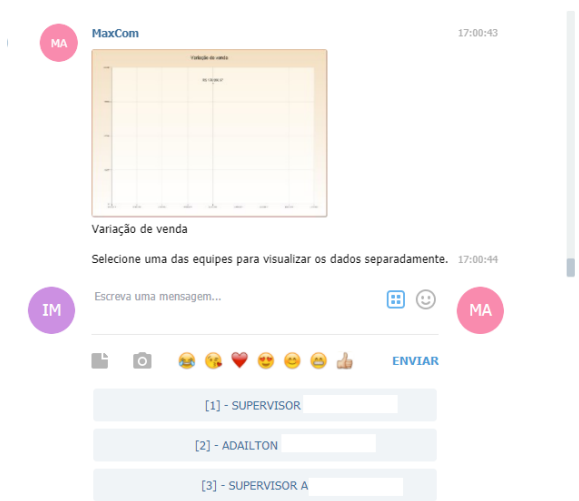 MaxCom
17:00:43
MA
Variação de venda
Variação de venda
Selecione uma das equipes para visualizar os dados separadamente.
17:00:44
IM
Escreva uma mensagem...
MA
ENVIAR
[1] - SUPERVISOR
[2] - ADAILTON
[3] - SUPERVISOR A